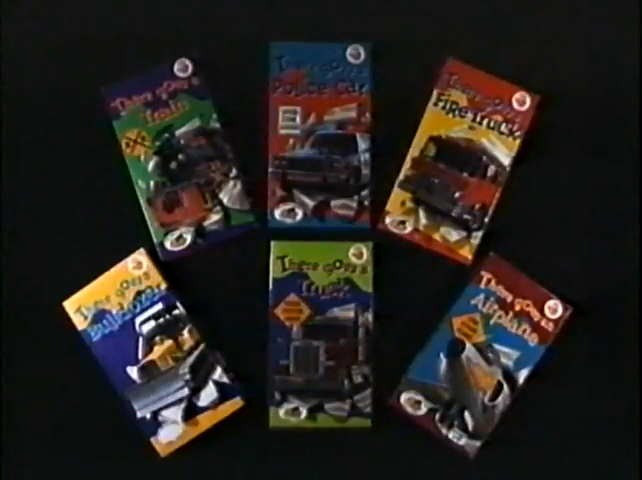 There goes a
Train
There goes a
Police Car
There goes a
Fire Truck
There goes a
Bulldozer
There goes a
Truck
There goes an
Airplane